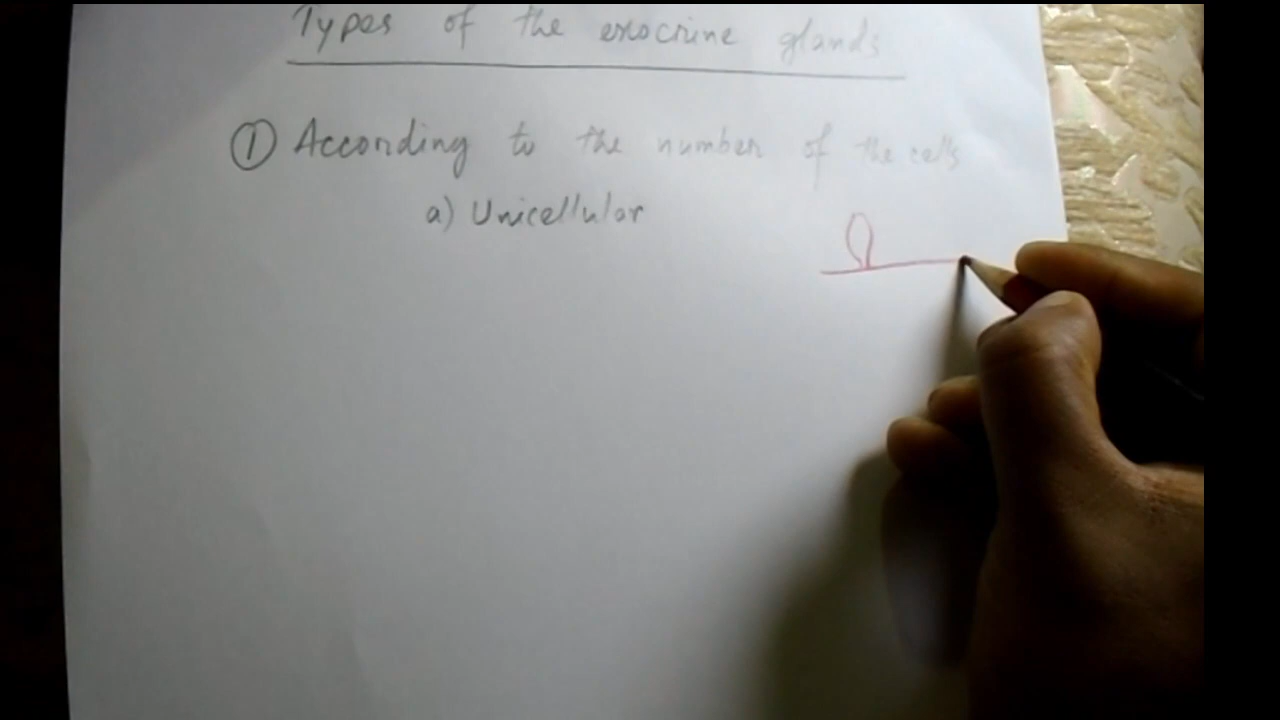 Types of the exocrine glands
① According to the number of the cells
a) Unicellular